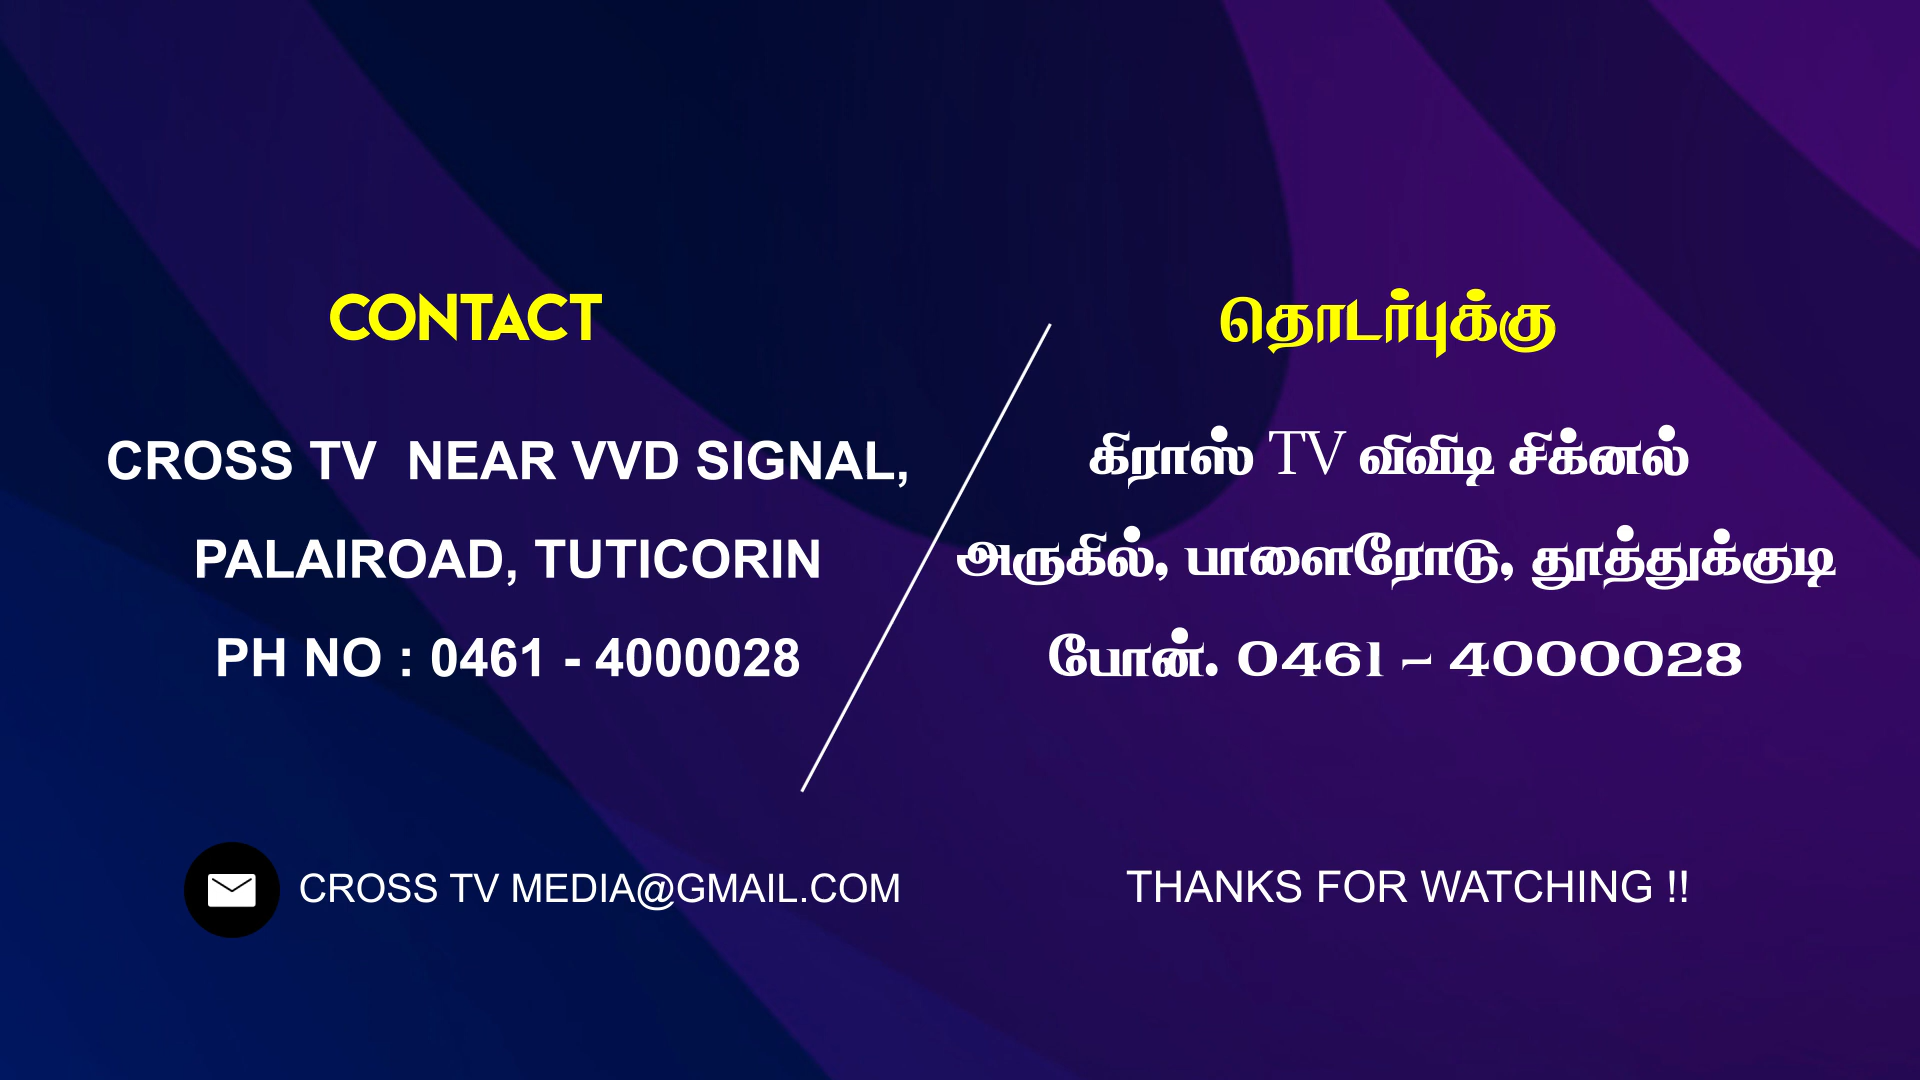 CONTACT
CROSS TV NEAR VVD SIGNAL,
PALAIROAD, TUTICORIN
PH NO : 0461 - 4000028
தொடர்புக்கு
கிராஸ் TV விவிடி சிக்னல்
அருகில், பாளைரோடு, தூத்துக்குடி
போன். 0461 - 4000028
CROSS TV MEDIA@GMAIL.COM
THANKS FOR WATCHING !!